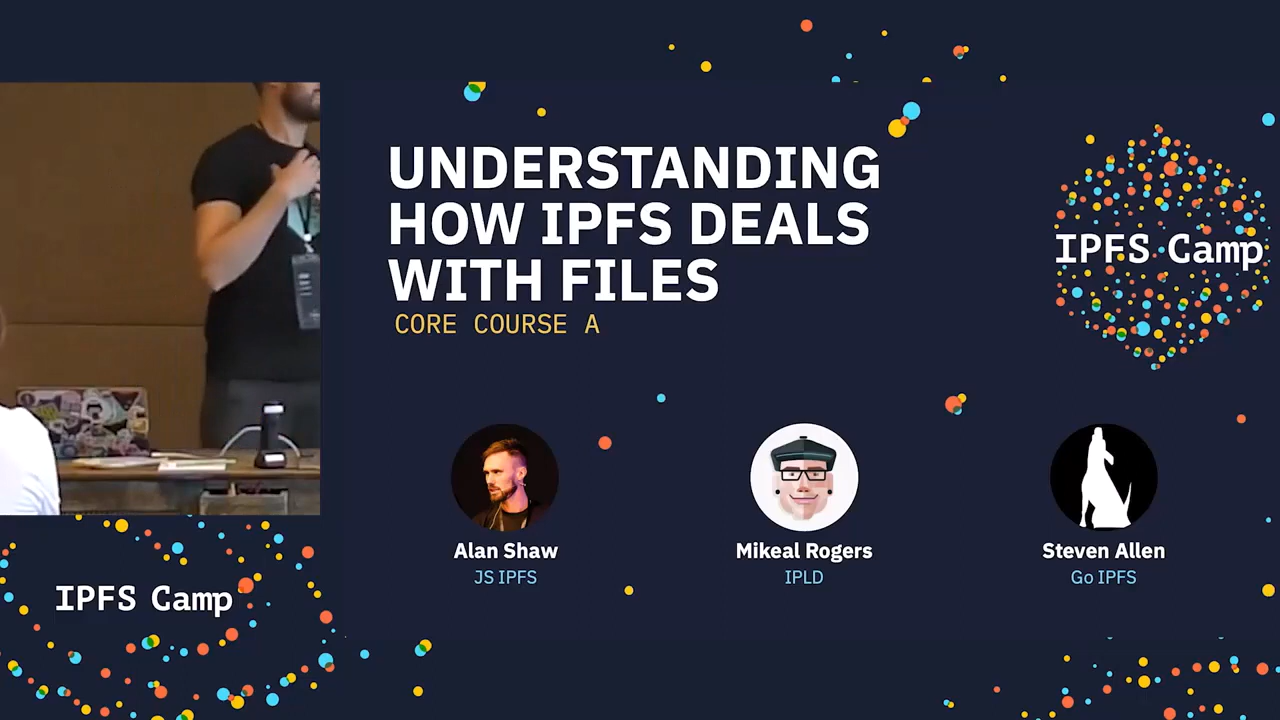 UNDERSTANDING
HOW IPFS DEALS
WITH FILES
CORE COURSE A
IPFS Camp
Alan Shaw
JS IPFS
Mikeal Rogers
IPLD
Steven Allen
Go IPFS
IPFS Camp